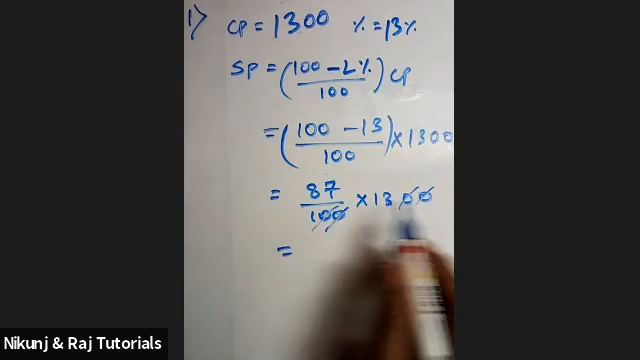 1) CP = 1300 % = 13%
SP = (100 - L% / 100) CP
= (100 - 13 / 100) × 1300
= 87 / 100 × 1300
=
Nikunj & Raj Tutorials